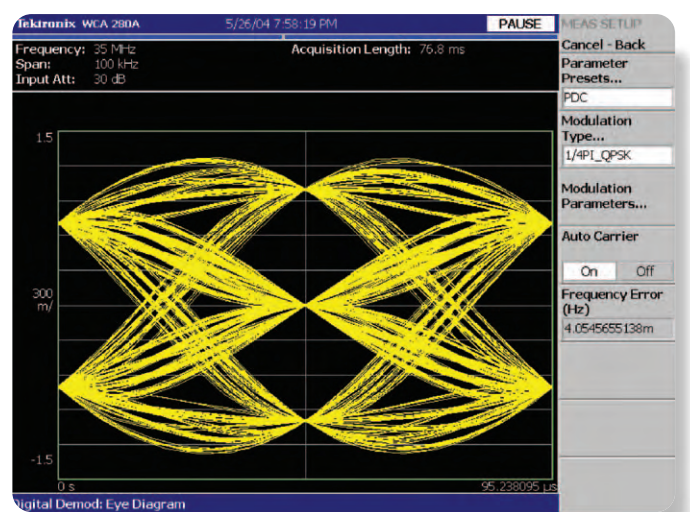 Tektronix WCA 280A 5/26/04 7:58:19 PM PAUSE MEAS SETUP
Frequency: 35 MHz Acquisition Length: 76.8 ms
Span: 100 kHz
Input Att: 30 dB
Cancel - Back
Parameter
Presets...
PDC
Modulation
Type...
1/4PI_QPSK
Modulation
Parameters...
Auto Carrier
On Off
Frequency Error
(Hz)
4.0545655138m
1.5
300
m/
-1.5
0 s 95.238095 µs
Digital Demod: Eye Diagram